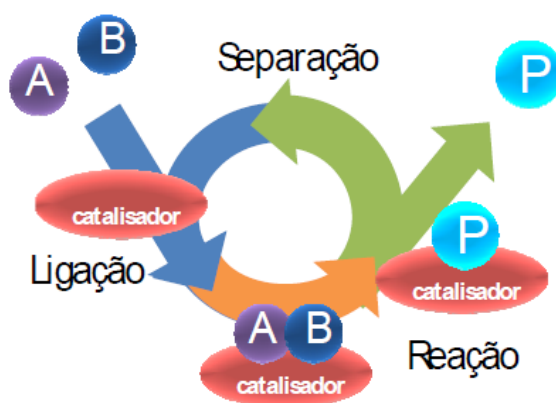 B
A
Separação
P
catalisador
Ligação
P
catalisador
A B
catalisador
Reação